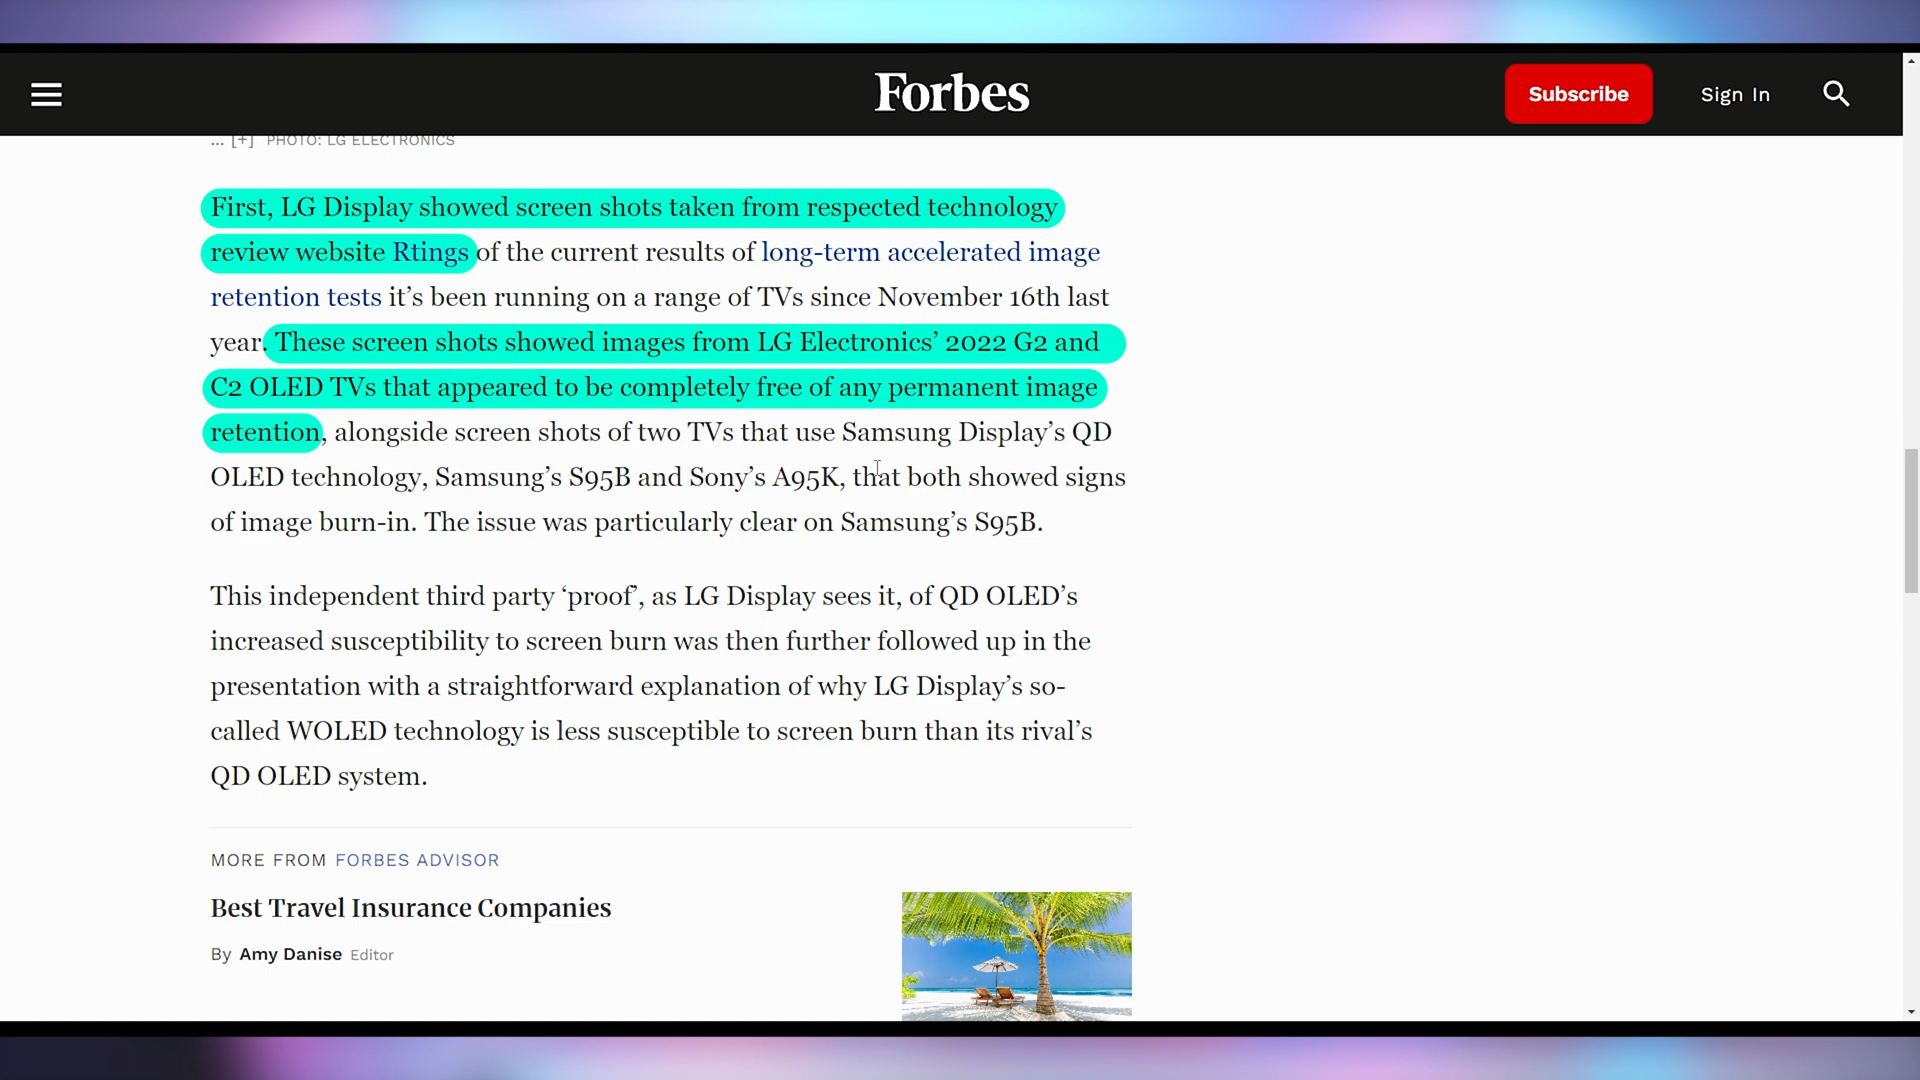 Forbes
Subscribe
Sign In
... [+] PHOTO: LG ELECTRONICS
First, LG Display showed screen shots taken from respected technology
review website Rtings of the current results of long-term accelerated image
retention tests it’s been running on a range of TVs since November 16th last
year. These screen shots showed images from LG Electronics’ 2022 G2 and
C2 OLED TVs that appeared to be completely free of any permanent image
retention, alongside screen shots of two TVs that use Samsung Display’s QD
OLED technology, Samsung’s S95B and Sony’s A95K, that both showed signs
of image burn-in. The issue was particularly clear on Samsung’s S95B.
This independent third party ‘proof’, as LG Display sees it, of QD OLED’s
increased susceptibility to screen burn was then further followed up in the
presentation with a straightforward explanation of why LG Display’s so-
called WOLED technology is less susceptible to screen burn than its rival’s
QD OLED system.
MORE FROM FORBES ADVISOR
Best Travel Insurance Companies
By Amy Danise Editor